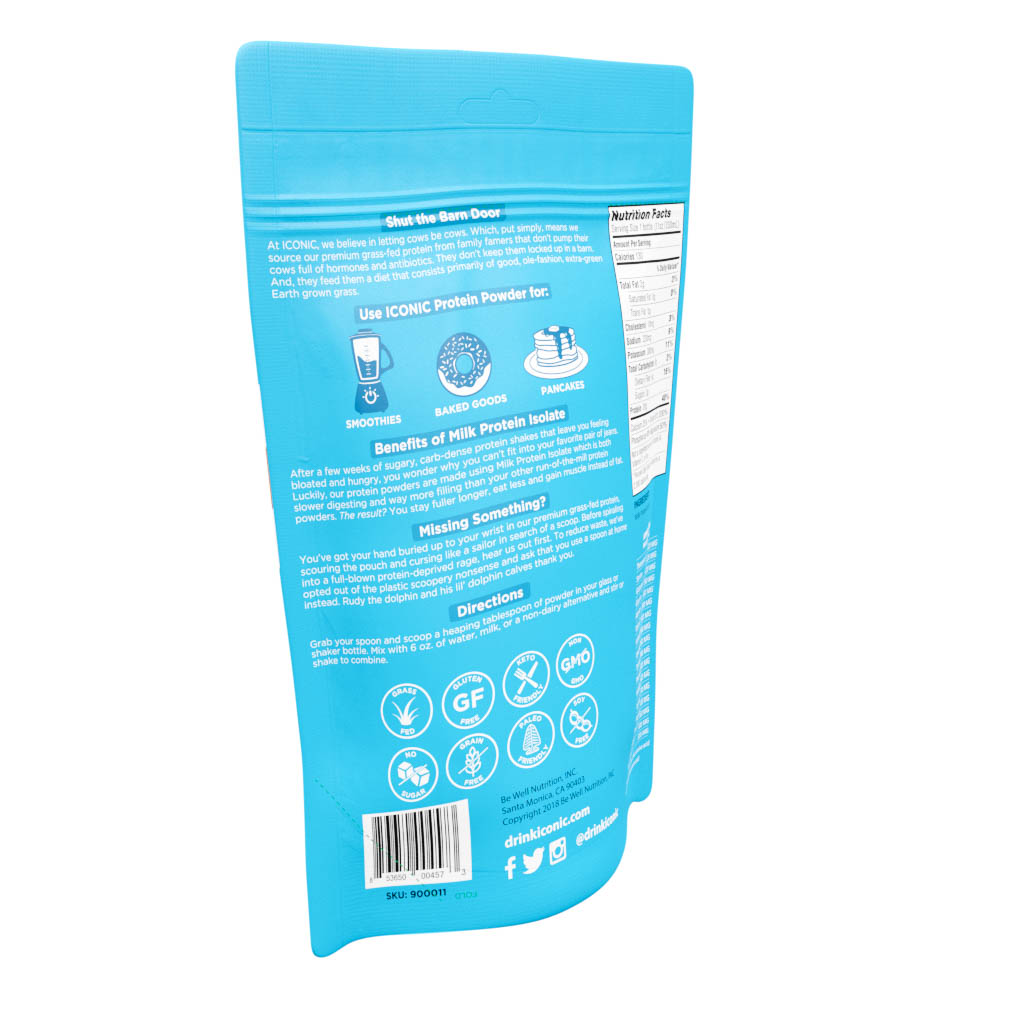 Shut the Barn Door
At ICONIC, we believe in letting cows be cows. Which, put simply, means we
source our premium grass-fed protein from family famers that don't pump their
cows full of hormones and antibiotics. They don't keep them locked up in a barn.
And, they feed them a diet that consists primarily of good, ole-fashion, extra-green
Earth grown grass.
Use ICONIC Protein Powder for:
SMOOTHIES
BAKED GOODS
PANCAKES
Benefits of Milk Protein Isolate
After a few weeks of sugary, carb-dense protein shakes that leave you feeling
bloated and hungry, you wonder why you can't fit into your favorite pair of jeans.
Luckily, our protein powders are made using Milk Protein Isolate which is both
slower digesting and way more filling than your other run-of-the-mill protein
powders. The result? You stay fuller longer, eat less and gain muscle instead of fat.
Missing Something?
You've got your hand buried up to your wrist in our premium grass-fed protein,
scouring the pouch and cursing like a sailor in search of a scoop. Before spiraling
into a full-blown protein-deprived rage, hear us out first. To reduce waste, we've
opted out of the plastic scoopery nonsense and ask that you use a spoon at home
instead. Rudy the dolphin and his lil' dolphin calves thank you.
Directions
Grab your spoon and scoop a heaping tablespoon of powder in your glass or
shaker bottle. Mix with 6 oz. of water, milk, or a non-dairy alternative and stir or
shake to combine.
GRASS
FED
GLUTEN
GF
FREE
KETO
FRIENDLY
NON
GMO
GMO
NO
SUGAR
GRAIN
FREE
PALEO
FRIENDLY
SOY
FREE
Be Well Nutrition, INC.
Santa Monica, CA 90403
Copyright 2018 Be Well Nutrition, INC
drinkiconic.com
@drinkiconic
8 53650 00457 3
SKU: 900011
FOLD
Nutrition Facts
Amount Per Serving
Calories
% Daily Value*
Total Fat
Cholesterol
Sodium
Potassium
Total Carbohydrate
Protein